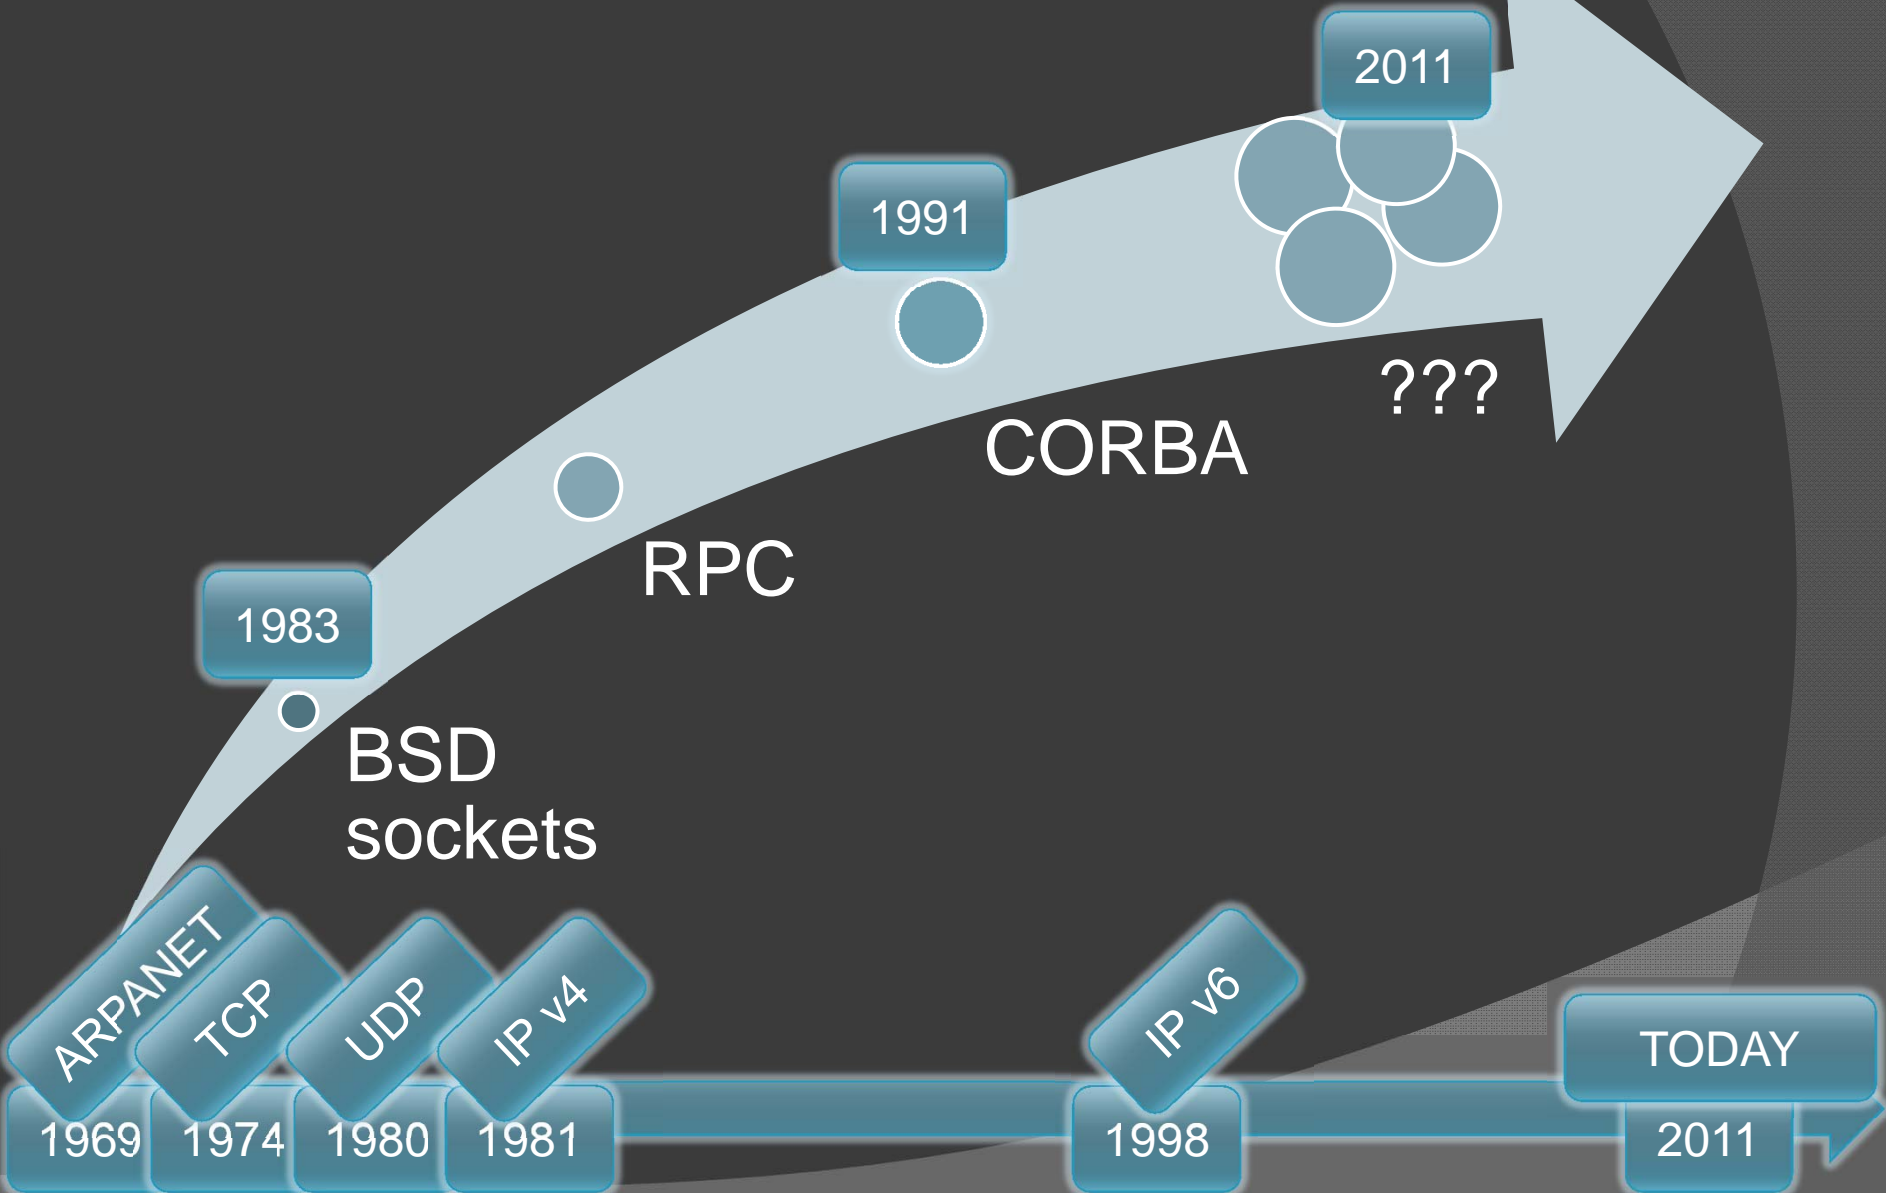 2011
1991
???
CORBA
RPC
1983
BSD
sockets
ARPANET
TCP
UDP
IP v4
IP v6
TODAY
1969
1974
1980
1981
1998
2011